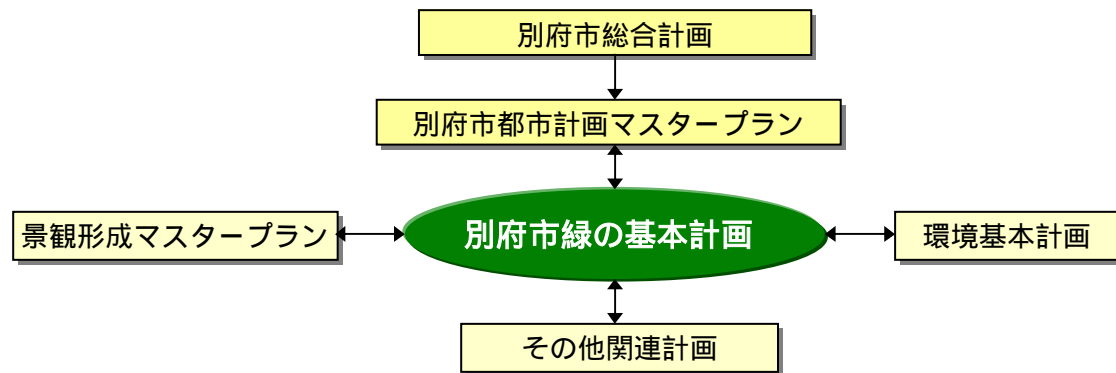 別府市総合計画
別府市都市計画マスタープラン
景観形成マスタープラン
別府市緑の基本計画
環境基本計画
その他関連計画